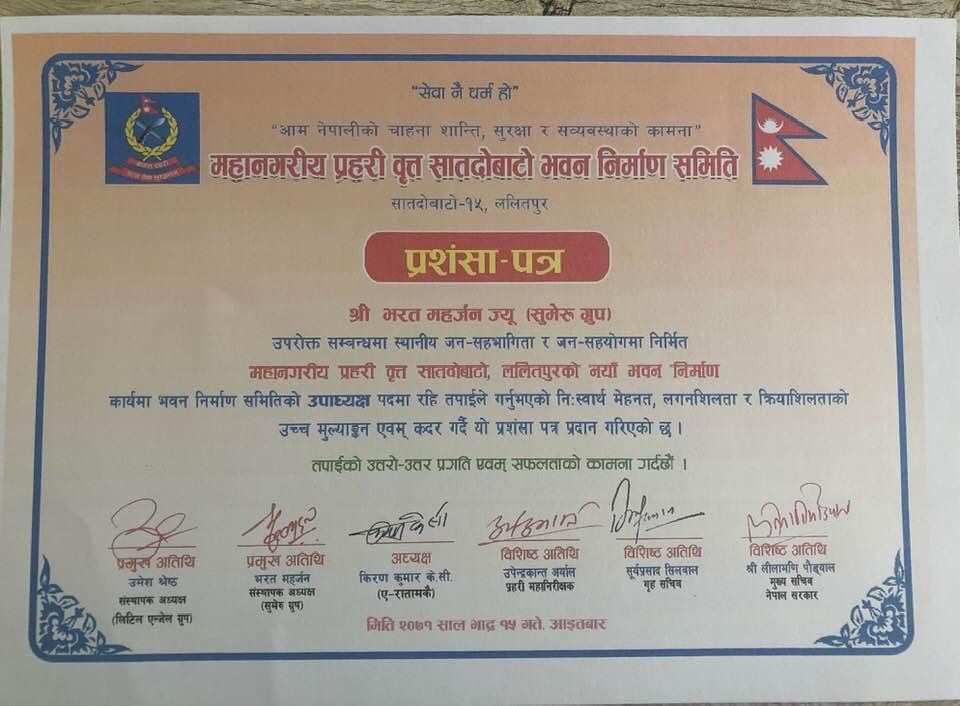 “सेवा नै धर्म हो”
“आम नेपालीको चाहना शान्ति, सुरक्षा र सव्यवस्थाको कामना”
महानगरीय प्रहरी वृत्त सातदोबाटो भवन निर्माण समिति
सातदोबाटो-१५, ललितपुर
प्रशंसा-पत्र
श्री भरत महर्जन ज्यू (सुमेरु ग्रुप)
उपरोक्त सम्बन्धमा स्थानीय जन-सहभागिता र जन-सहयोगमा निर्मित
महानगरीय प्रहरी वृत्त सातदोबाटो, ललितपुरको नयाँ भवन निर्माण
कार्यमा भवन निर्माण समितिको उपाध्यक्ष पदमा रहि तपाईले गर्नुभएको नि:स्वार्थ मेहनत, लगनशिलता र क्रियाशिलताको
उच्च मुल्याङ्कन एवम् कदर गर्दै यो प्रशंसा पत्र प्रदान गरिएको छ ।
तपाईको उतरो-उतर प्रगति एवम् सफलताको कामना गर्दछौं ।
प्रमुख अतिथि
उमेश श्रेष्ठ
संस्थापक अध्यक्ष
(लिटिल एन्जेल ग्रुप)
प्रमुख अतिथि
भरत महर्जन
संस्थापक अध्यक्ष
(सुमेरु ग्रुप)
अध्यक्ष
किरण कुमार के.सी.
(ए-रातामकै)
विशिष्ठ अतिथि
उपेन्द्रकान्त अर्याल
प्रहरी महानिरीक्षक
विशिष्ठ अतिथि
सूर्यप्रसाद सिलवाल
गृह सचिव
विशिष्ठ अतिथि
श्री लीलामणि पौड्याल
मुख्य सचिव
नेपाल सरकार
मिति २०७१ साल भाद्र १५ गते, आइतबार